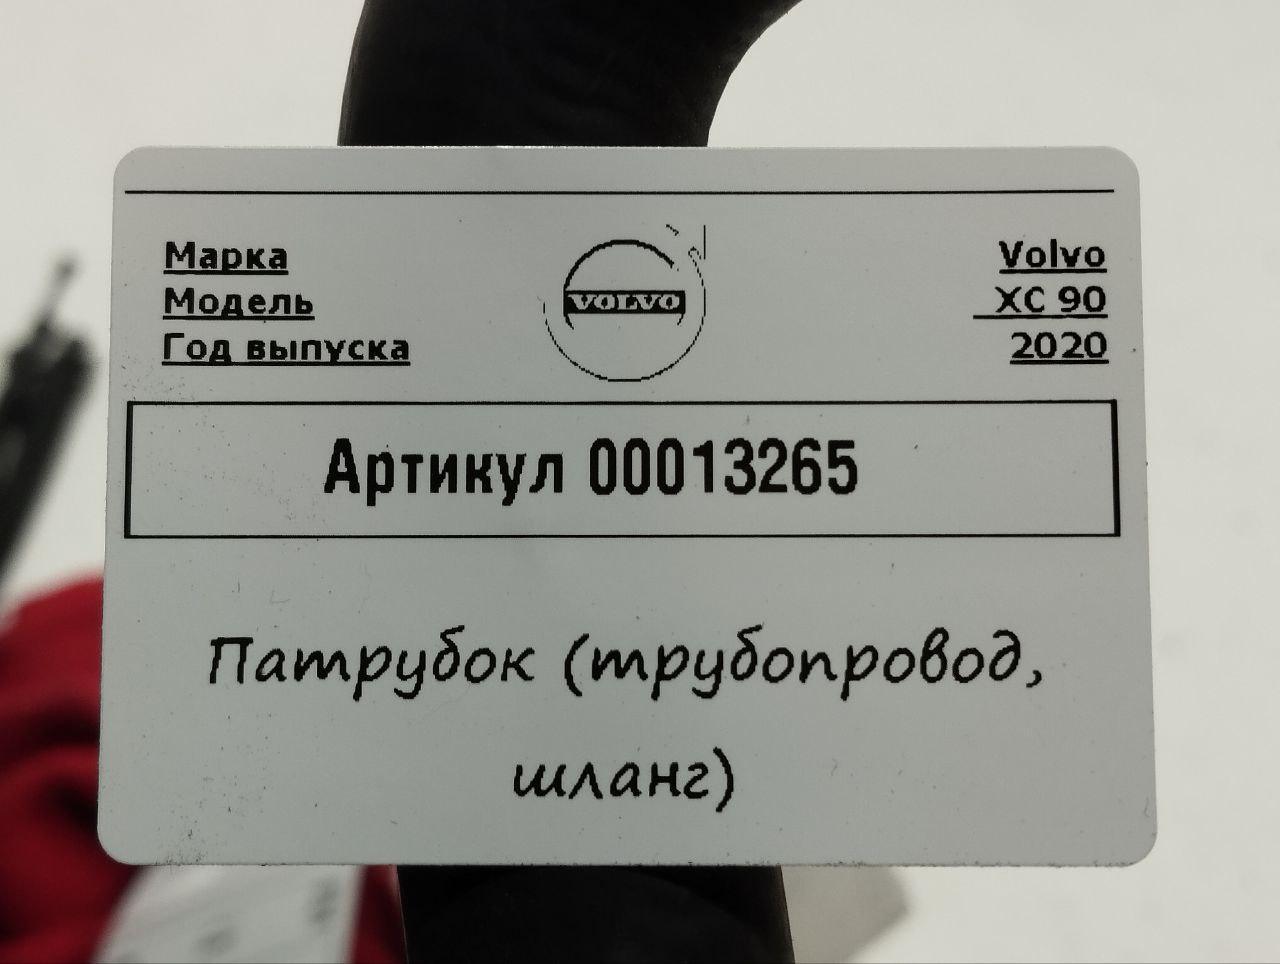 Марка Volvo
Модель XC 90
Год выпуска 2020
VOLVO
Артикул 00013265
Патрубок (трубопровод,
шланг)